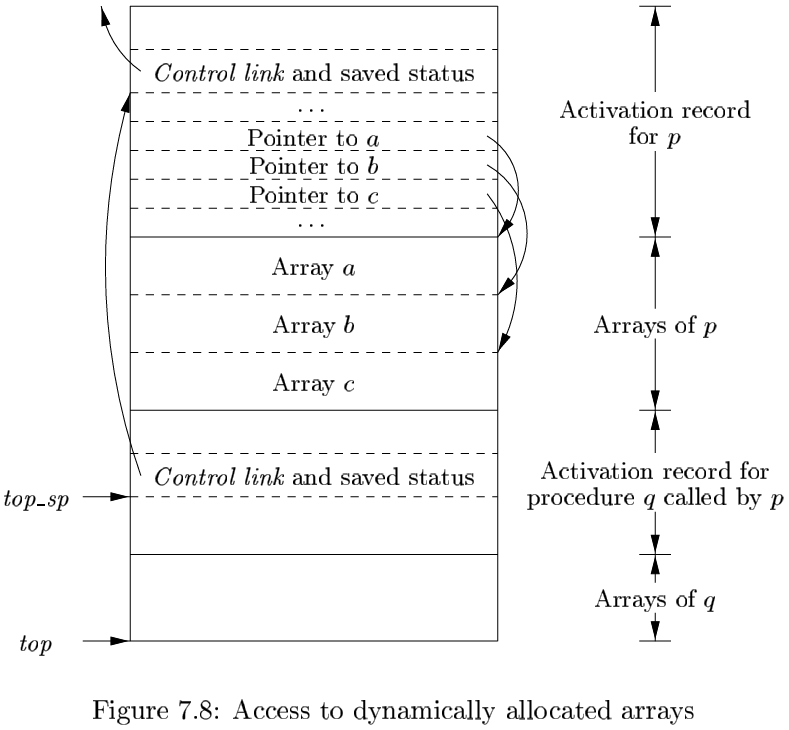 Control link and saved status
...
Activation record
for p
Pointer to a
Pointer to b
Pointer to c
...
Array a
Array b
Arrays of p
Array c
Control link and saved status
Activation record for
procedure q called by p
top_sp
Arrays of q
top
Figure 7.8: Access to dynamically allocated arrays